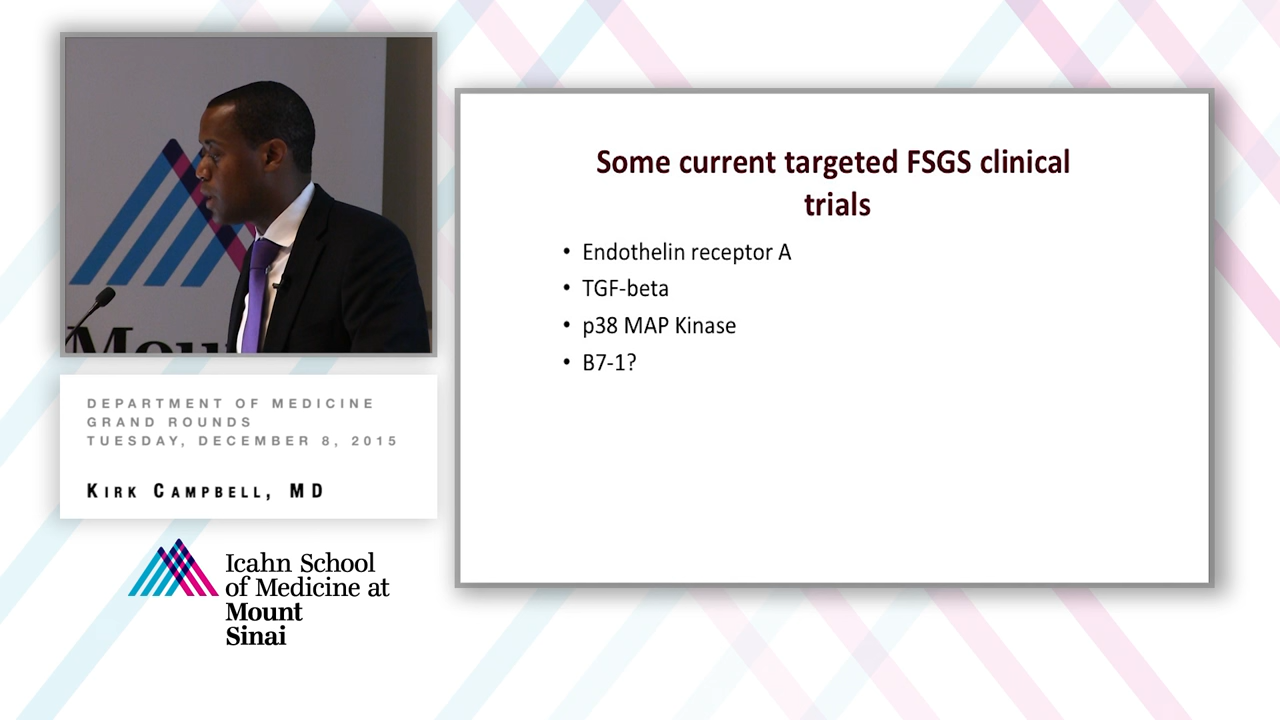 DEPARTMENT OF MEDICINE
GRAND ROUNDS
TUESDAY, DECEMBER 8, 2015
KIRK CAMPBELL, MD
Icahn School
of Medicine at
Mount
Sinai
Some current targeted FSGS clinical
trials
• Endothelin receptor A
• TGF-beta
• p38 MAP Kinase
• B7-1?